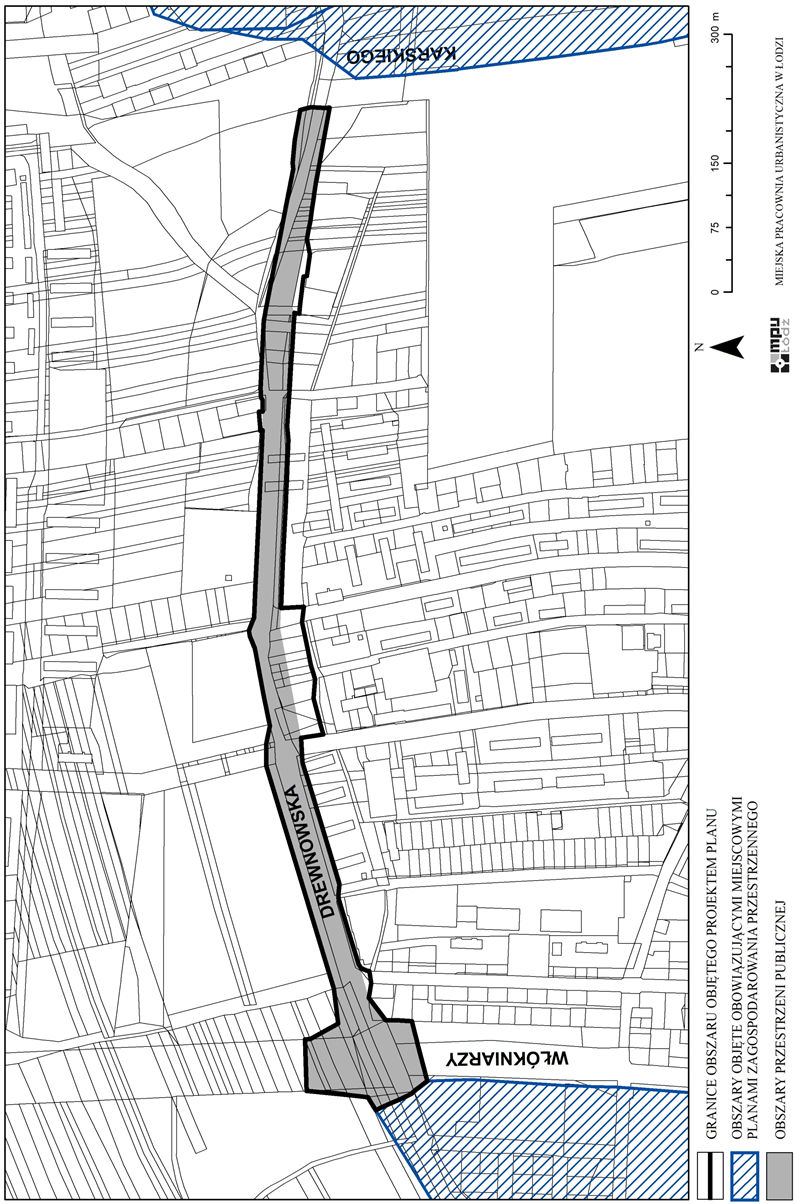 KARSKIEGO
DREWNOWSKA
WŁÓKNIARZY
GRANICE OBSZARU OBJĘTEGO PROJEKTEM PLANU
OBSZARY OBJĘTE OBOWIĄZUJĄCYMI MIEJSCOWYMI
PLANAMI ZAGOSPODAROWANIA PRZESTRZENNEGO
OBSZARY PRZESTRZENI PUBLICZNEJ
N
0 75 150 300 m
mpu
Łódź
MIEJSKA PRACOWNIA URBANISTYCZNA W ŁODZI